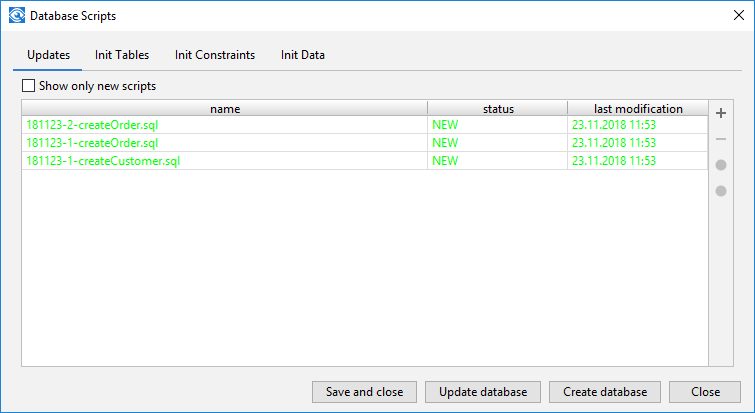 Database Scripts
Updates Init Tables Init Constraints Init Data
Show only new scripts
name status last modification
181123-2-createOrder.sql NEW 23.11.2018 11:53
181123-1-createOrder.sql NEW 23.11.2018 11:53
181123-1-createCustomer.sql NEW 23.11.2018 11:53
Save and close Update database Create database Close